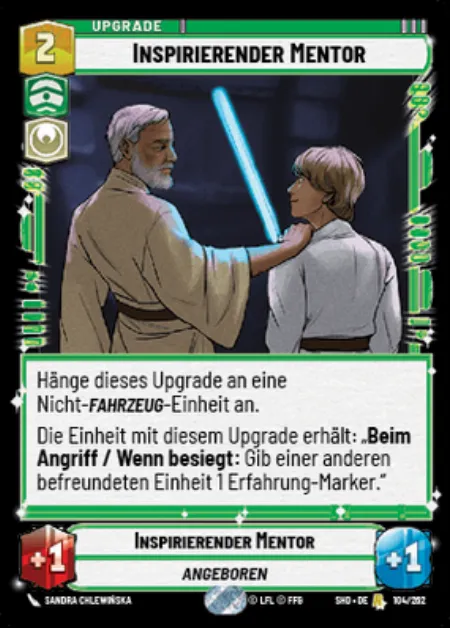 UPGRADE
2
INSPIRIERENDER MENTOR
Hänge dieses Upgrade an eine
Nicht-FAHRZEUG-Einheit an.
Die Einheit mit diesem Upgrade erhält: „Beim
Angriff / Wenn besiegt: Gib einer anderen
befreundeten Einheit 1 Erfahrung-Marker.“
INSPIRIERENDER MENTOR
+1
+1
ANGEBOREN
SANDRA CHLEWIŃSKA
© LFL © FFG
SHD • DE
104/262